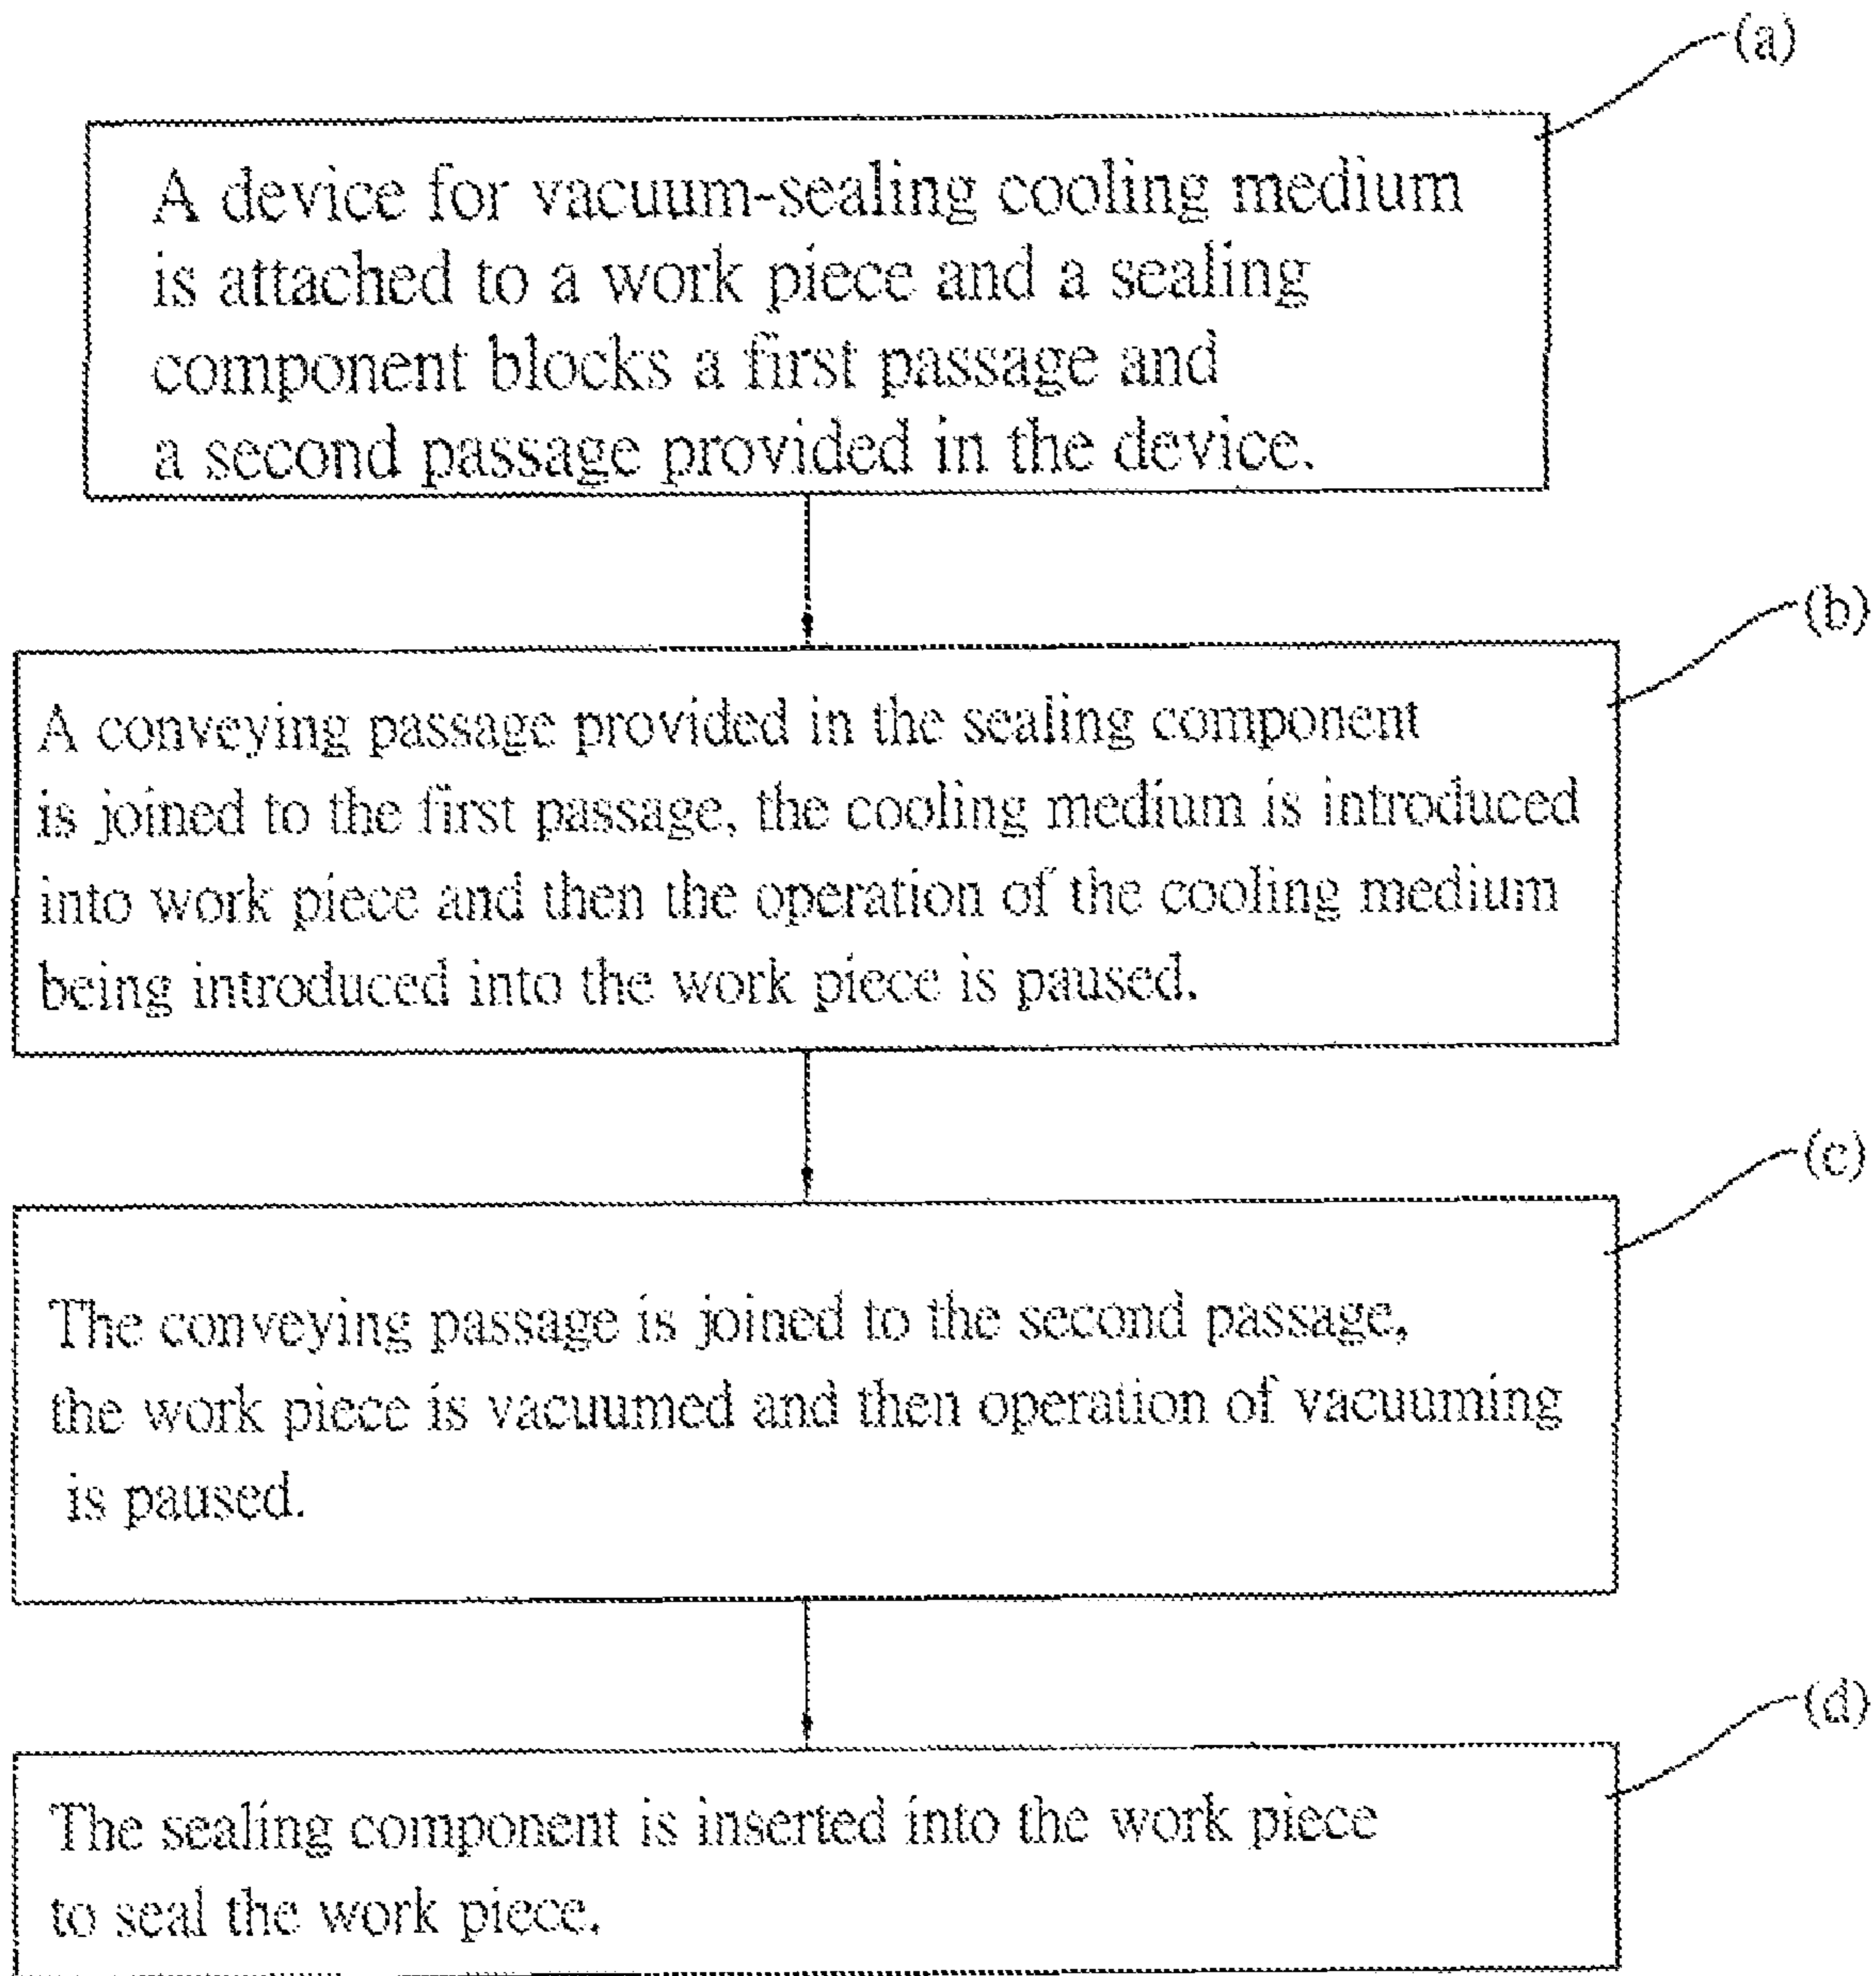 (a)
A device for vacuum-sealing cooling medium
is attached to a work piece and a sealing
component blocks a first passage and
a second passage provided in the device.
(b)
A conveying passage provided in the sealing component
is joined to the first passage, the cooling medium is introduced
into work piece and then the operation of the cooling medium
being introduced into the work piece is paused.
(c)
The conveying passage is joined to the second passage,
the work piece is vacuumed and then operation of vacuuming
is paused.
(d)
The sealing component is inserted into the work piece
to seal the work piece.